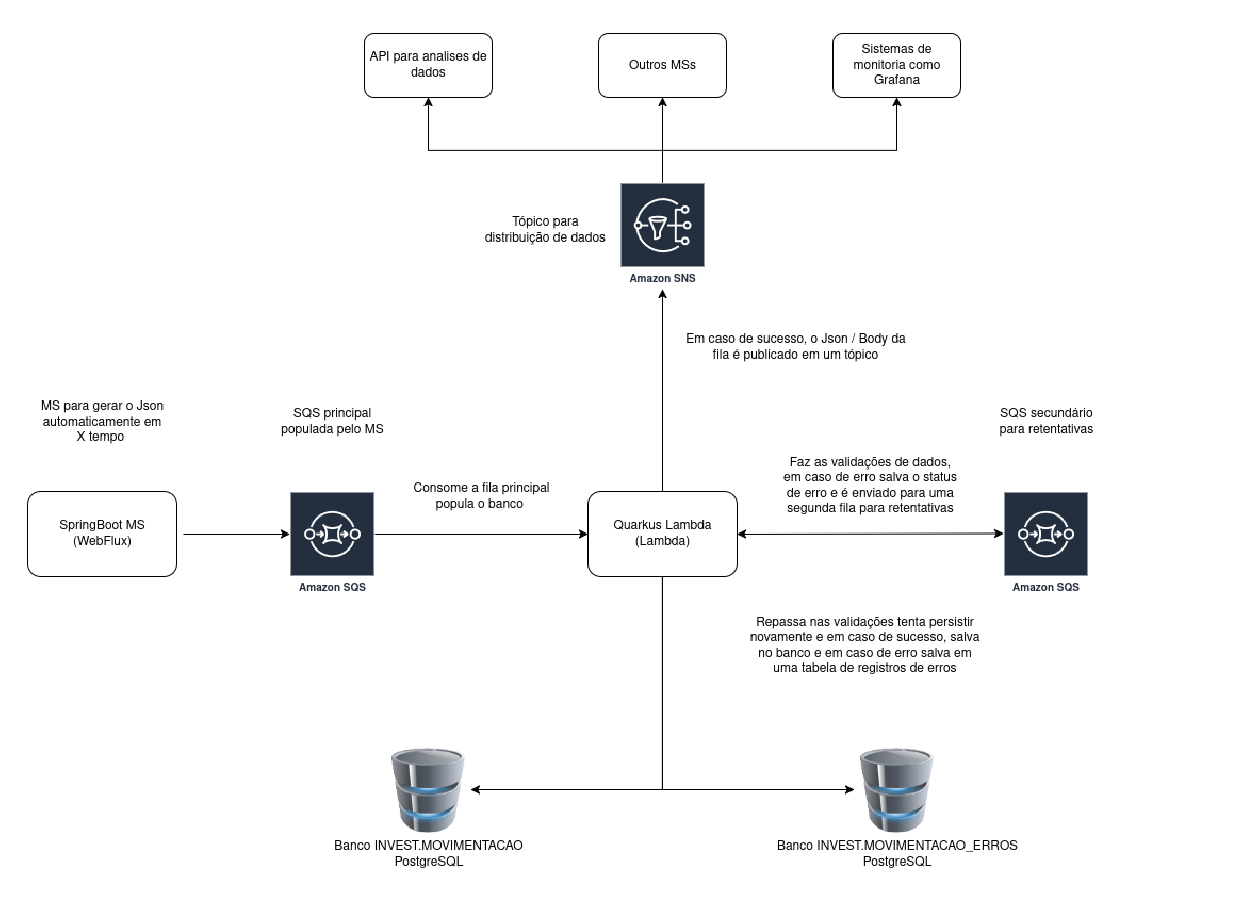 API para analises de
dados
Outros MSs
Sistemas de
monitoria como
Grafana
Tópico para
distribuição de dados
Amazon SNS
Em caso de sucesso, o Json / Body da
fila é publicado em um tópico
MS para gerar o Json
automaticamente em
X tempo
SQS principal
populada pelo MS
SQS secundário
para retentativas
Consome a fila principal
popula o banco
Faz as validações de dados,
em caso de erro salva o status
de erro e é enviado para uma
segunda fila para retentativas
SpringBoot MS
(WebFlux)
Amazon SQS
Quarkus Lambda
(Lambda)
Amazon SQS
Repassa nas validações tenta persistir
novamente e em caso de sucesso, salva
no banco e em caso de erro salva em
uma tabela de registros de erros
Banco INVEST.MOVIMENTACAO
PostgreSQL
Banco INVEST.MOVIMENTACAO_ERROS
PostgreSQL